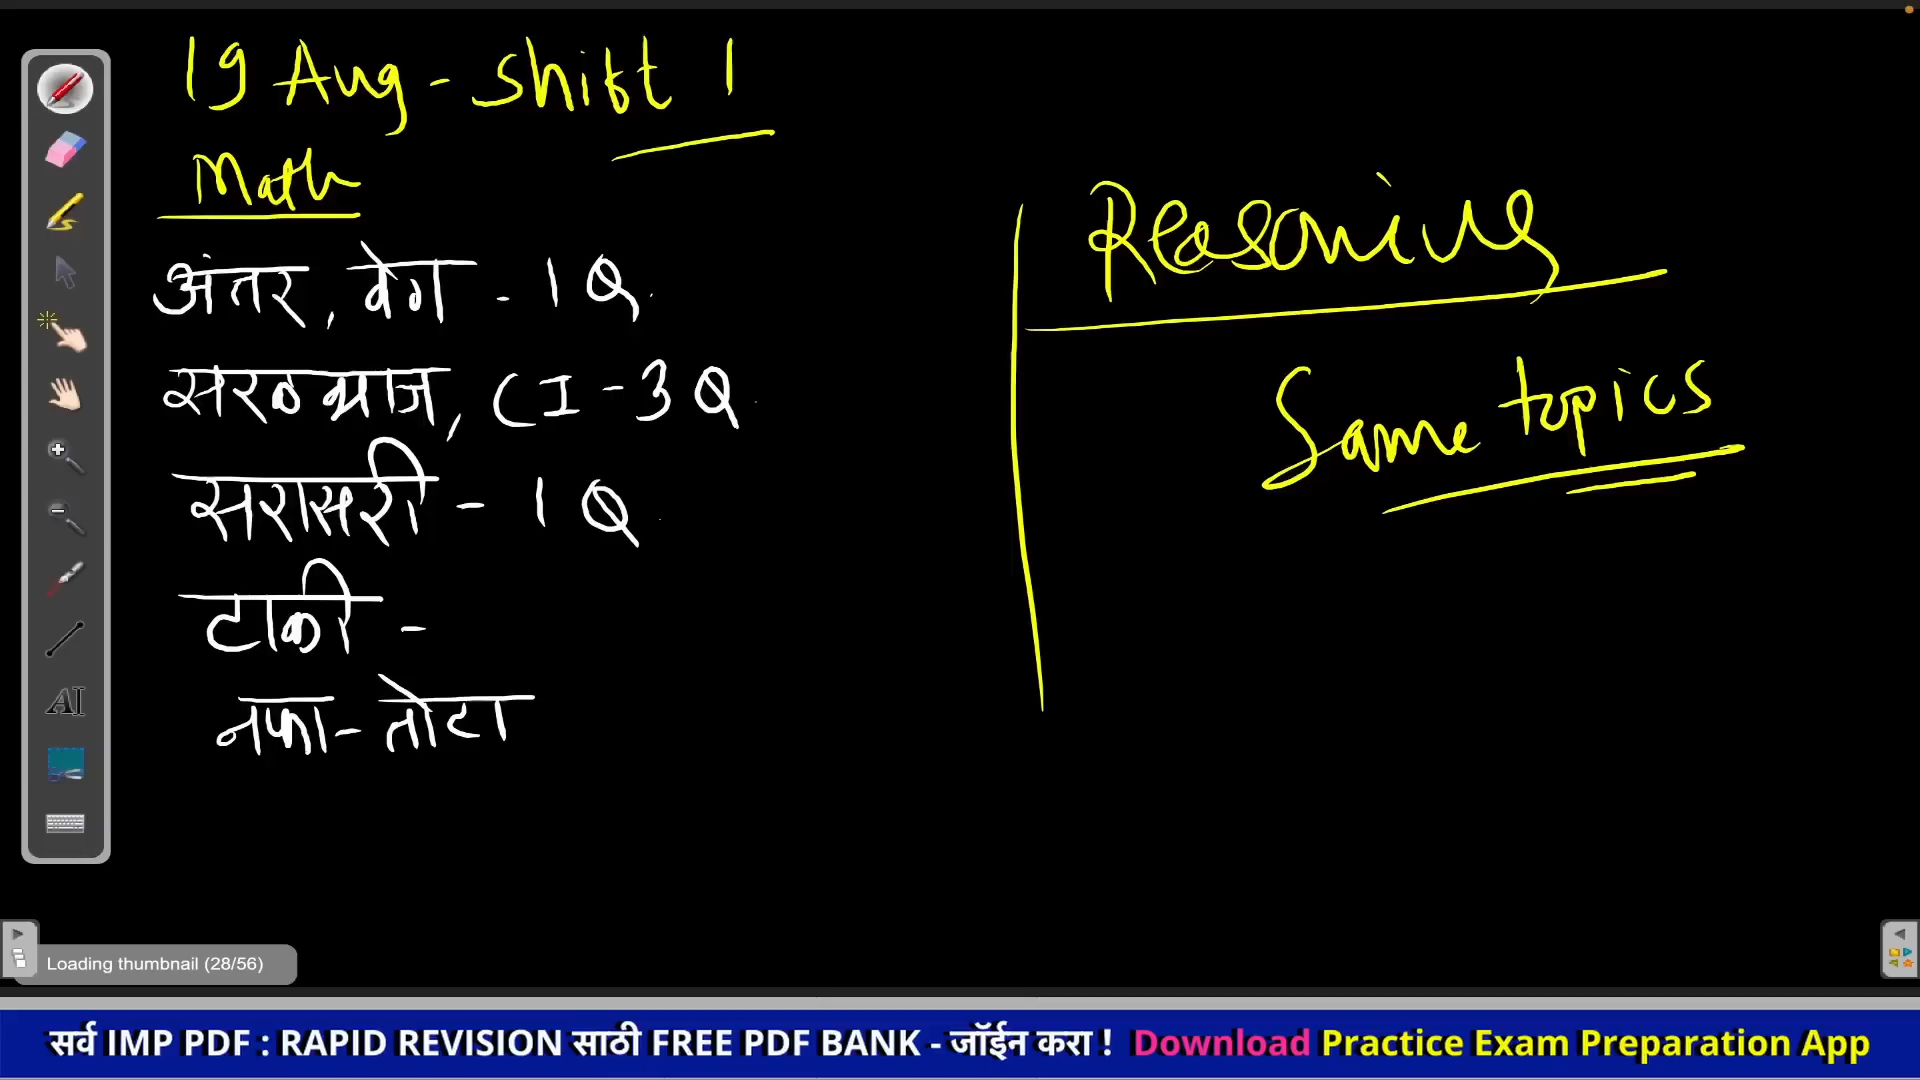 19 Aug - Shift 1
Math
अंतर, वेग - 1 Q.
सरळव्याज, CI - 3 Q
सरासरी - 1 Q
टाकी -
नफा - तोटा
Reasoning
Same topics
AI
Loading thumbnail (28/56)
सर्व IMP PDF : RAPID REVISION साठी FREE PDF BANK - जॉईन करा ! Download Practice Exam Preparation App